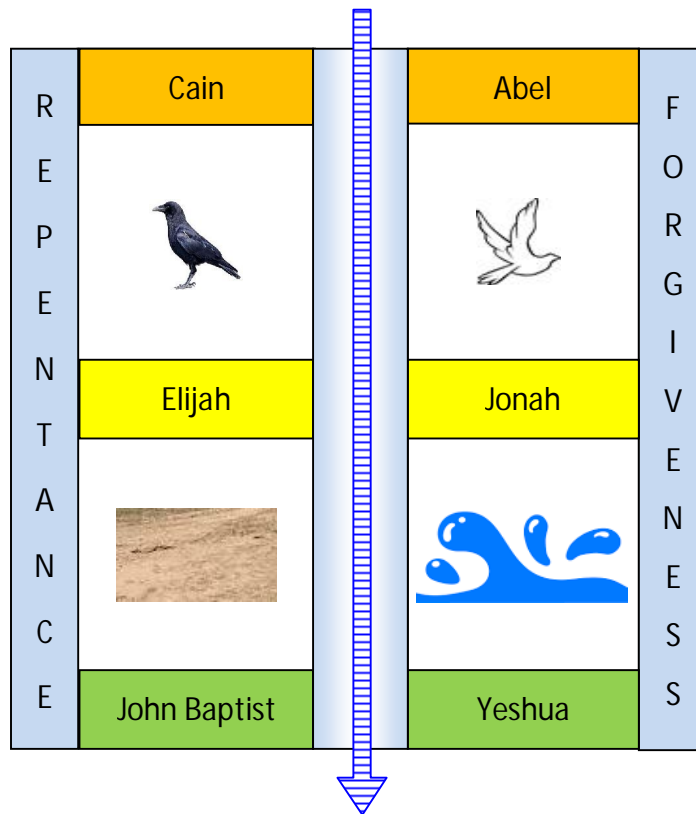 REPENTANCE
Cain
Abel
Elijah
Jonah
John Baptist
Yeshua
FORGIVENESS